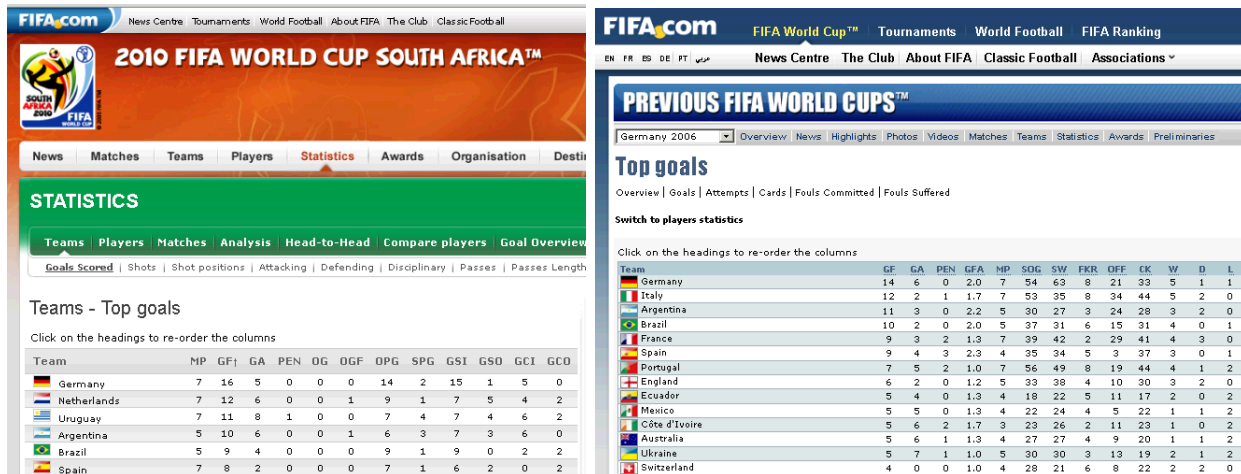 FIFA.com News Centre Tournaments World Football About FIFA The Club Classic Football
2010 FIFA WORLD CUP SOUTH AFRICA™
SOUTH
AFRICA
2010
FIFA
WORLD CUP
News Matches Teams Players Statistics Awards Organisation Desti
STATISTICS
Teams Players Matches Analysis Head-to-Head Compare players Goal Overview
Goals Scored | Shots | Shot positions | Attacking | Defending | Disciplinary | Passes | Passes Length
Teams - Top goals
Click on the headings to re-order the columns
Team MP GF↑ GA PEN OG OGF OPG SPG GSI GSO GCI GCO
Germany 7 16 5 0 0 0 14 2 15 1 5 0
Netherlands 7 12 6 0 0 1 9 1 7 5 4 2
Uruguay 7 11 8 1 0 0 7 4 7 4 6 2
Argentina 5 10 6 0 0 1 6 3 7 3 6 0
Brazil 5 9 4 0 0 0 9 1 9 0 2 2
Spain 7 8 2 0 0 0 7 1 6 2 0 2
FIFA.com FIFA World Cup™ Tournaments World Football FIFA Ranking
EN FR ES DE PT عربي News Centre The Club About FIFA Classic Football Associations
PREVIOUS FIFA WORLD CUPS™
Germany 2006 Overview News Highlights Photos Videos Matches Teams Statistics Awards Preliminaries
Top goals
Overview | Goals | Attempts | Cards | Fouls Committed | Fouls Suffered
Switch to players statistics
Click on the headings to re-order the columns
Team GF GA PEN GFA MP SOG SW FKR OFF CK W D L
Germany 14 6 0 2.0 7 54 63 8 21 33 5 1 1
Italy 12 2 1 1.7 7 53 35 8 34 44 5 2 0
Argentina 11 3 0 2.2 5 30 27 3 24 28 3 2 0
Brazil 10 2 0 2.0 5 37 31 6 15 31 4 0 1
France 9 3 2 1.3 7 39 42 2 29 41 4 3 0
Spain 9 4 3 2.3 4 35 34 5 3 37 3 0 1
Portugal 7 5 2 1.0 7 56 49 8 19 44 4 1 2
England 6 2 0 1.2 5 33 38 4 10 30 3 2 0
Ecuador 5 4 0 1.3 4 18 22 5 11 17 2 0 2
Mexico 5 5 0 1.3 4 22 24 4 5 22 1 1 2
Côte d'Ivoire 5 6 2 1.7 3 23 26 2 11 23 1 0 2
Australia 5 6 1 1.3 4 27 27 4 9 20 1 1 2
Ukraine 5 7 1 1.0 5 30 30 3 13 19 2 1 2
Switzerland 4 0 0 1.0 4 28 21 6 8 22 2 2 0